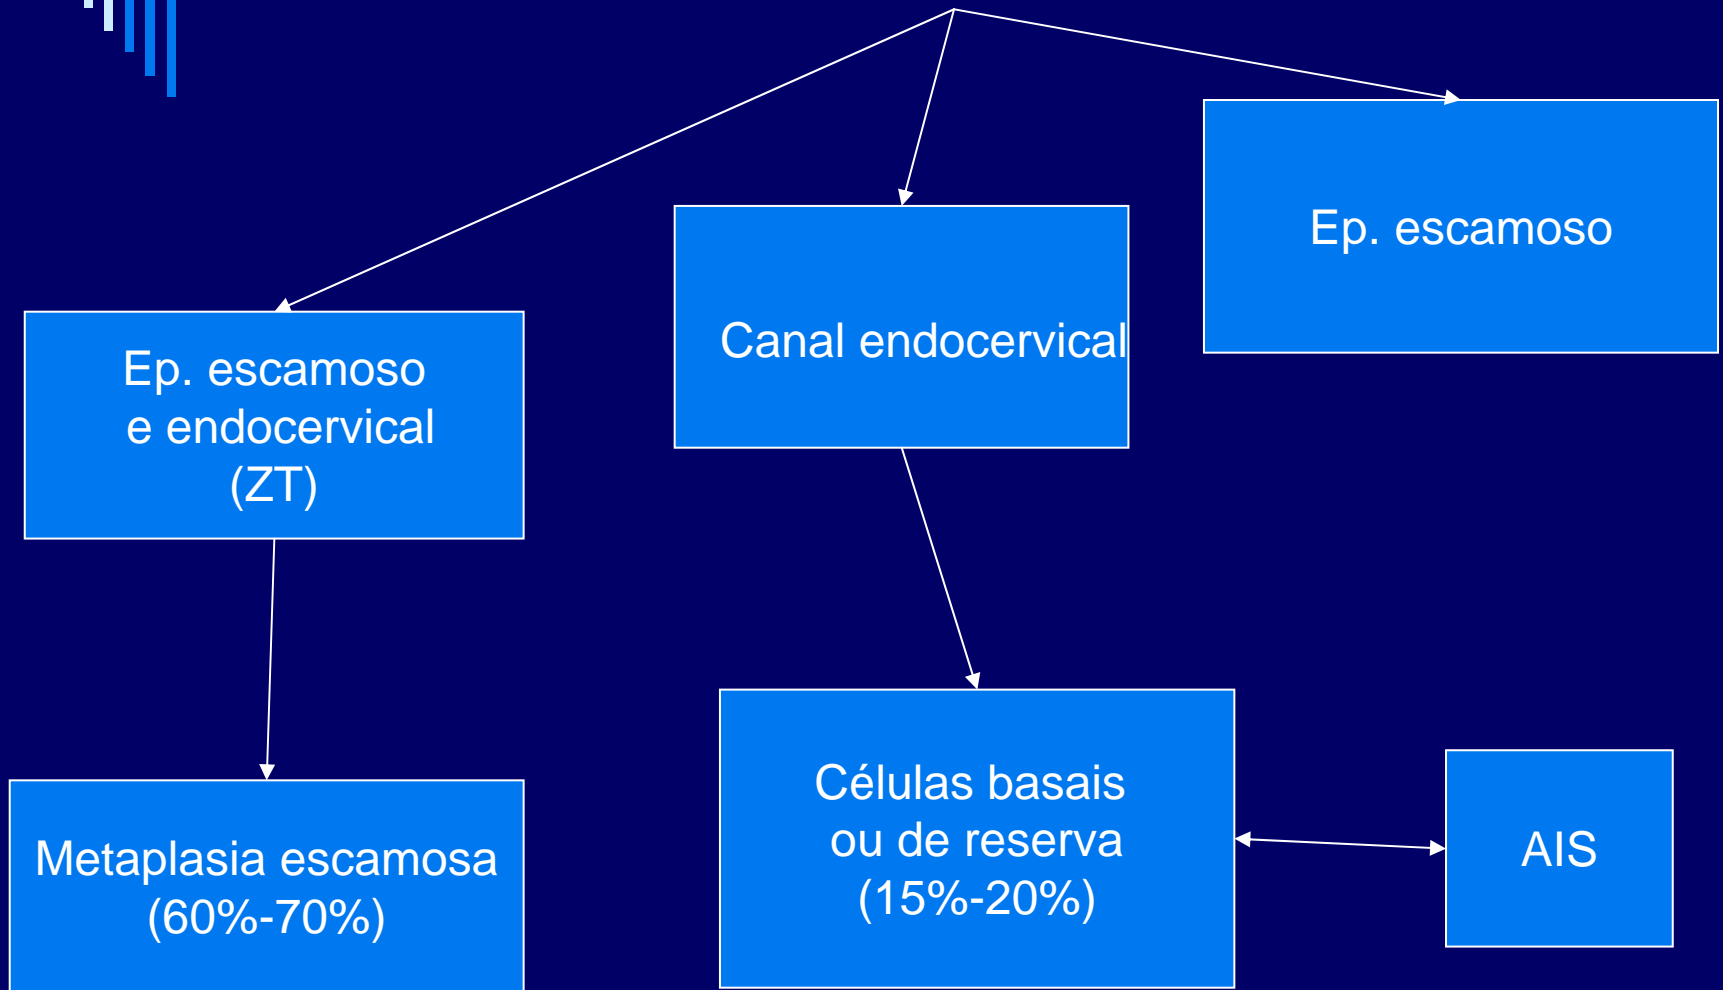 Ep. escamoso
Canal endocervical
Ep. escamoso
e endocervical
(ZT)
Células basais
ou de reserva
(15%-20%)
AIS
Metaplasia escamosa
(60%-70%)